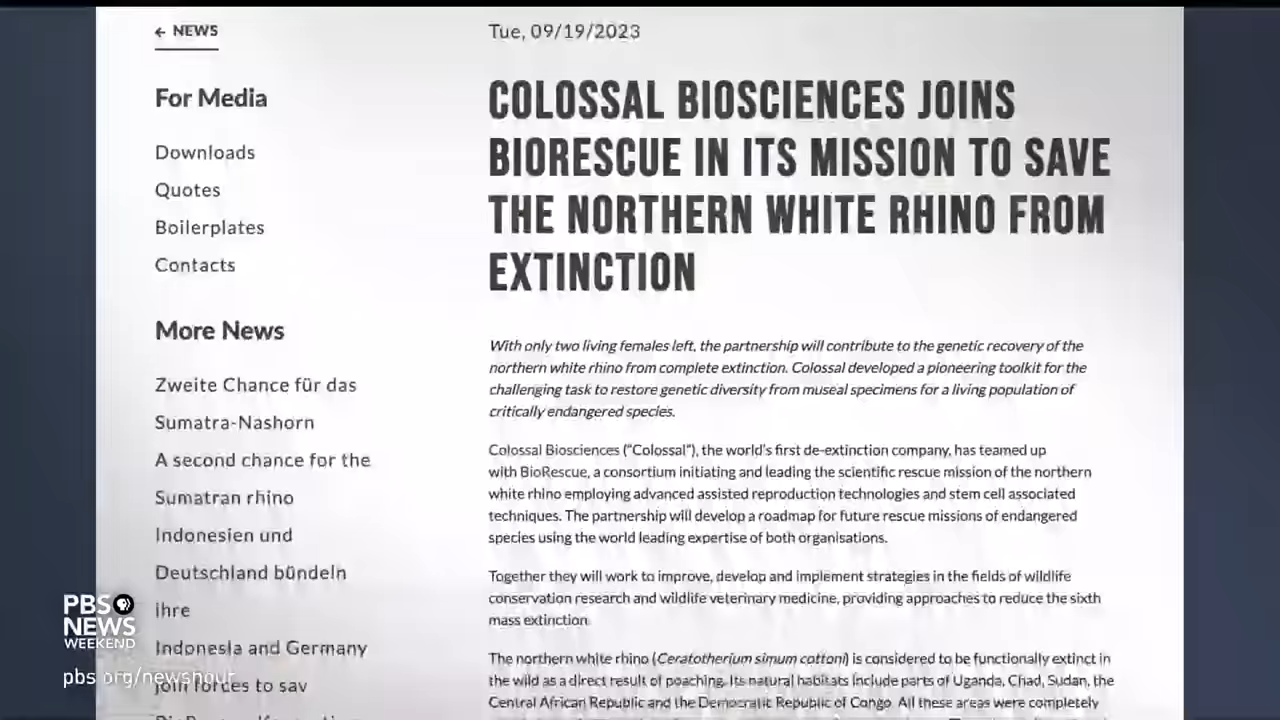 ← NEWS
For Media
Downloads
Quotes
Boilerplates
Contacts
More News
Zweite Chance für das
Sumatra-Nashorn
A second chance for the
Sumatran rhino
Indonesien und
Deutschland bündeln
ihre
Indonesia and Germany
join forces to sav
Tue, 09/19/2023
COLOSSAL BIOSCIENCES JOINS
BIORESCUE IN ITS MISSION TO SAVE
THE NORTHERN WHITE RHINO FROM
EXTINCTION
With only two living females left, the partnership will contribute to the genetic recovery of the
northern white rhino from complete extinction. Colossal developed a pioneering toolkit for the
challenging task to restore genetic diversity from museal specimens for a living population of
critically endangered species.
Colossal Biosciences ("Colossal"), the world's first de-extinction company, has teamed up
with BioRescue, a consortium initiating and leading the scientific rescue mission of the northern
white rhino employing advanced assisted reproduction technologies and stem cell associated
techniques. The partnership will develop a roadmap for future rescue missions of endangered
species using the world leading expertise of both organisations.
Together they will work to improve, develop and implement strategies in the fields of wildlife
conservation research and wildlife veterinary medicine, providing approaches to reduce the sixth
mass extinction.
The northern white rhino (Ceratotherium simum cottoni) is considered to be functionally extinct in
the wild as a direct result of poaching. Its natural habitats include parts of Uganda, Chad, Sudan, the
Central African Republic and the Democratic Republic of Congo. All these areas were completely
PBS
NEWS
WEEKEND
pbs.org/newshour